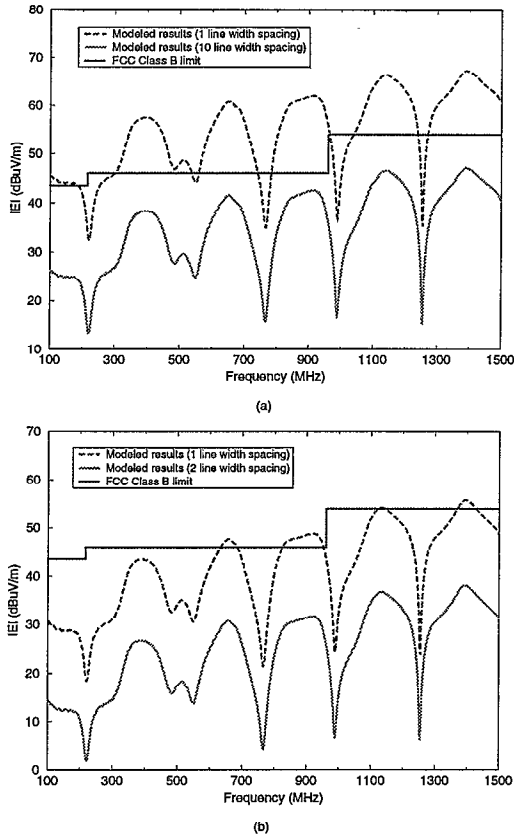 80
70
60
50
40
30
20
10
IEI (dBuV/m)
Modeled results (1 line width spacing)
Modeled results (10 line width spacing)
FCC Class B limit
100 300 500 700 900 1100 1300 1500
Frequency (MHz)
(a)
70
60
50
40
30
20
10
0
IEI (dBuV/m)
Modeled results (1 line width spacing)
Modeled results (2 line width spacing)
FCC Class B limit
100 300 500 700 900 1100 1300 1500
Frequency (MHz)
(b)